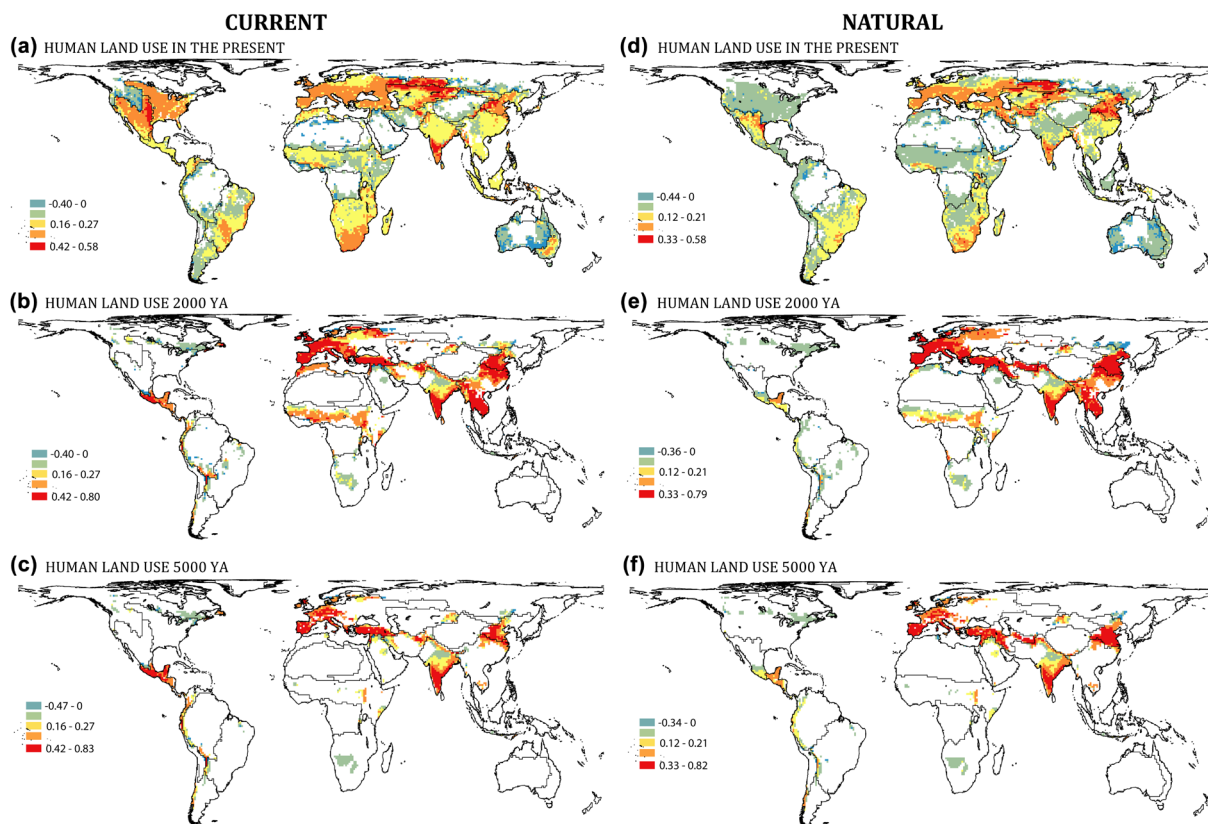 CURRENT
NATURAL
(a) HUMAN LAND USE IN THE PRESENT
-0.40 - 0
0.16 - 0.27
0.42 - 0.58
(d) HUMAN LAND USE IN THE PRESENT
-0.44 - 0
0.12 - 0.21
0.33 - 0.58
(b) HUMAN LAND USE 2000 YA
-0.40 - 0
0.16 - 0.27
0.42 - 0.80
(e) HUMAN LAND USE 2000 YA
-0.36 - 0
0.12 - 0.21
0.33 - 0.79
(c) HUMAN LAND USE 5000 YA
-0.47 - 0
0.16 - 0.27
0.42 - 0.83
(f) HUMAN LAND USE 5000 YA
-0.34 - 0
0.12 - 0.21
0.33 - 0.82